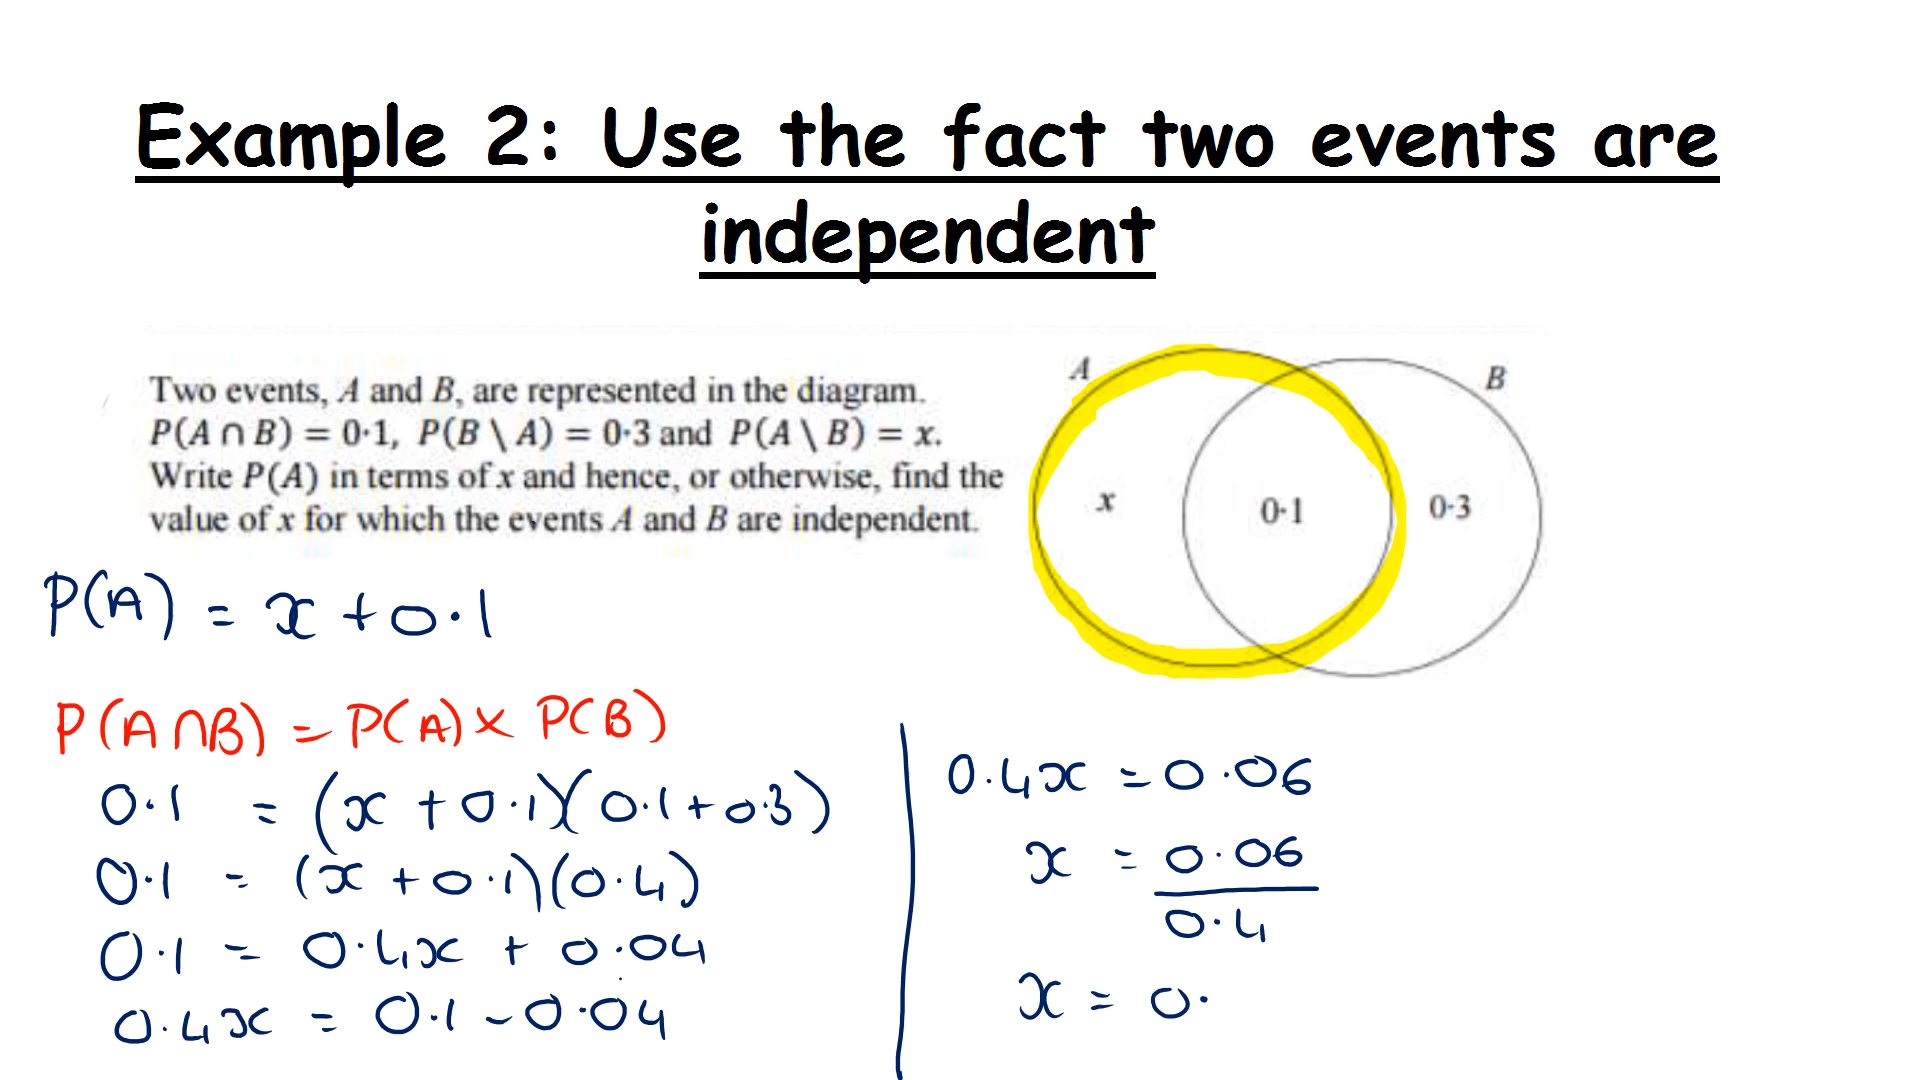 Example 2: Use the fact two events are
independent
Two events, A and B, are represented in the diagram.
P(A ∩ B) = 0·1, P(B \ A) = 0·3 and P(A \ B) = x.
Write P(A) in terms of x and hence, or otherwise, find the
value of x for which the events A and B are independent.
A
B
x
0·1
0·3
P(A) = x + 0·1
P(A∩B) = P(A) × P(B)
0·1 = (x + 0·1)(0·1 + 0·3)
0·1 = (x + 0·1)(0·4)
0·1 = 0·4x + 0·04
0·4x = 0·1 - 0·04
0·4x = 0·06
x = 0·06
0·4
x = 0·